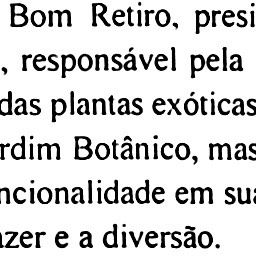 Bom Retiro, presi
, responsável pela
das plantas exóticas
rdim Botânico, mas
ncionalidade em sua
azer e a diversão.